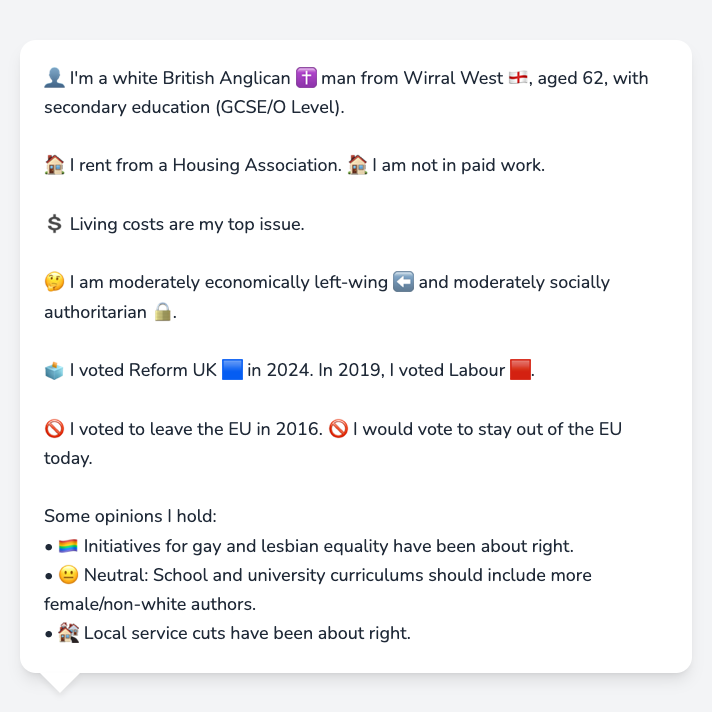 👤 I'm a white British Anglican ✝️ man from Wirral West 🏴󠁧󠁢󠁥󠁮󠁧󠁿, aged 62, with
secondary education (GCSE/O Level).
🏠 I rent from a Housing Association. 🏠 I am not in paid work.
💲 Living costs are my top issue.
🤔 I am moderately economically left-wing ⬅️ and moderately socially
authoritarian 🔒.
🗳️ I voted Reform UK 🟦 in 2024. In 2019, I voted Labour 🟥.
🚫 I voted to leave the EU in 2016. 🚫 I would vote to stay out of the EU
today.
Some opinions I hold:
• 🏳️‍🌈 Initiatives for gay and lesbian equality have been about right.
• 😐 Neutral: School and university curriculums should include more
female/non-white authors.
• 🏘️ Local service cuts have been about right.